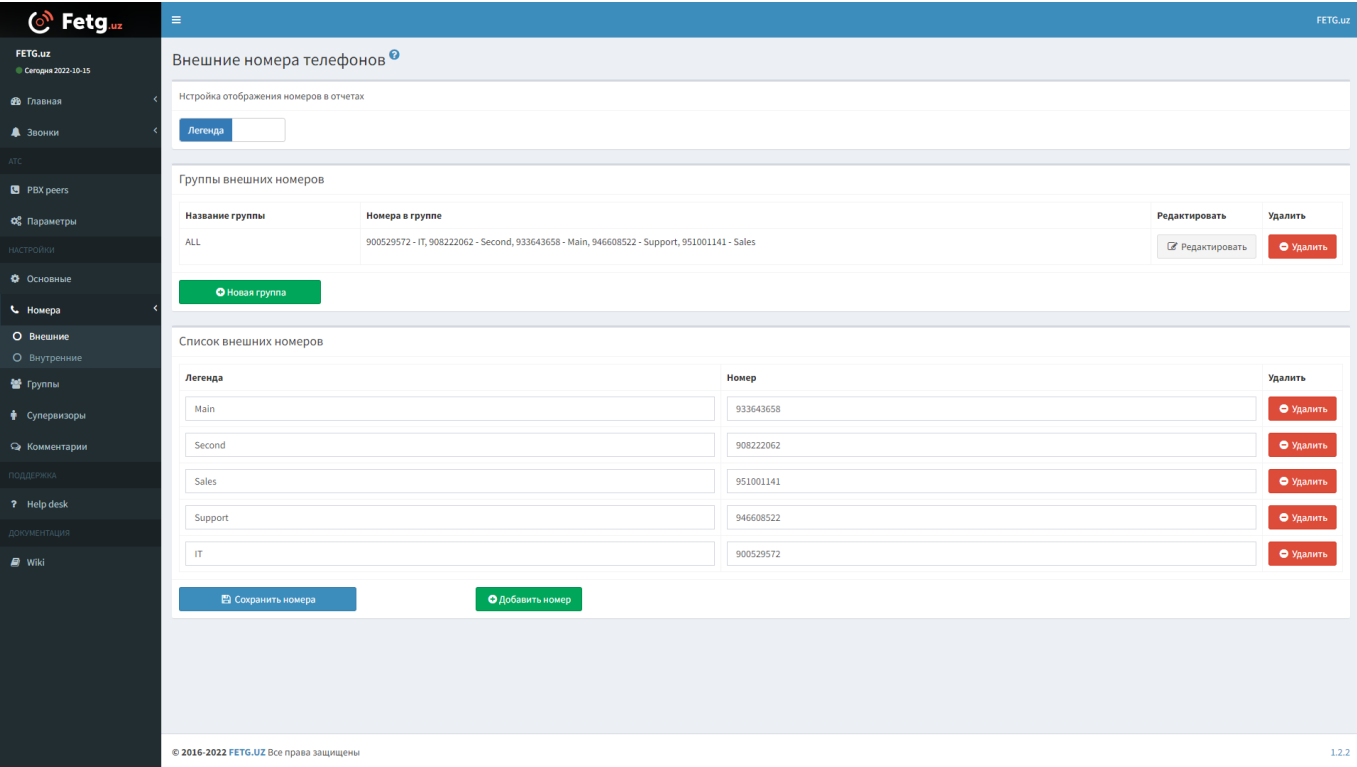 Fetg.uz
FETG.uz
FETG.uz
Сегодня 2022-10-15
Главная
Звонки
АТС
PBX peers
Параметры
НАСТРОЙКИ
Основные
Номера
Внешние
Внутренние
Группы
Супервизоры
Комментарии
ПОДДЕРЖКА
Help desk
ДОКУМЕНТАЦИЯ
Wiki
Внешние номера телефонов
Нстройка отображения номеров в отчетах
Легенда
Группы внешних номеров
Название группы Номера в группе Редактировать Удалить
ALL 900529572 - IT, 908222062 - Second, 933643658 - Main, 946608522 - Support, 951001141 - Sales Редактировать Удалить
Новая группа
Список внешних номеров
Легенда Номер Удалить
Main 933643658 Удалить
Second 908222062 Удалить
Sales 951001141 Удалить
Support 946608522 Удалить
IT 900529572 Удалить
Сохранить номера Добавить номер
© 2016-2022 FETG.UZ Все права защищены 1.2.2